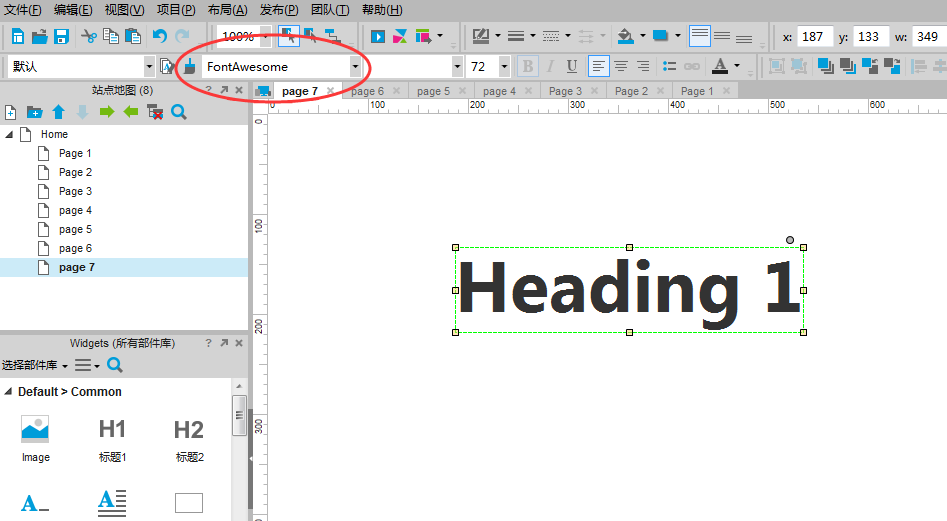 文件(F) 编辑(E) 视图(V) 项目(P) 布局(A) 发布(P) 团队(T) 帮助(H)
100% x: 187 y: 133 w: 349
默认 FontAwesome 72 B I U A
站点地图 (8) ?
page 7 page 6 page 5 page 4 Page 3 Page 2 Page 1
0 100 200 300 400 500 600
Home
Page 1
Page 2
Page 3
page 4
page 5
page 6
page 7
0
100
200
300
Heading 1
Widgets (所有部件库) ?
选择部件库
Default > Common
H1 H2
Image 标题1 标题2
A A